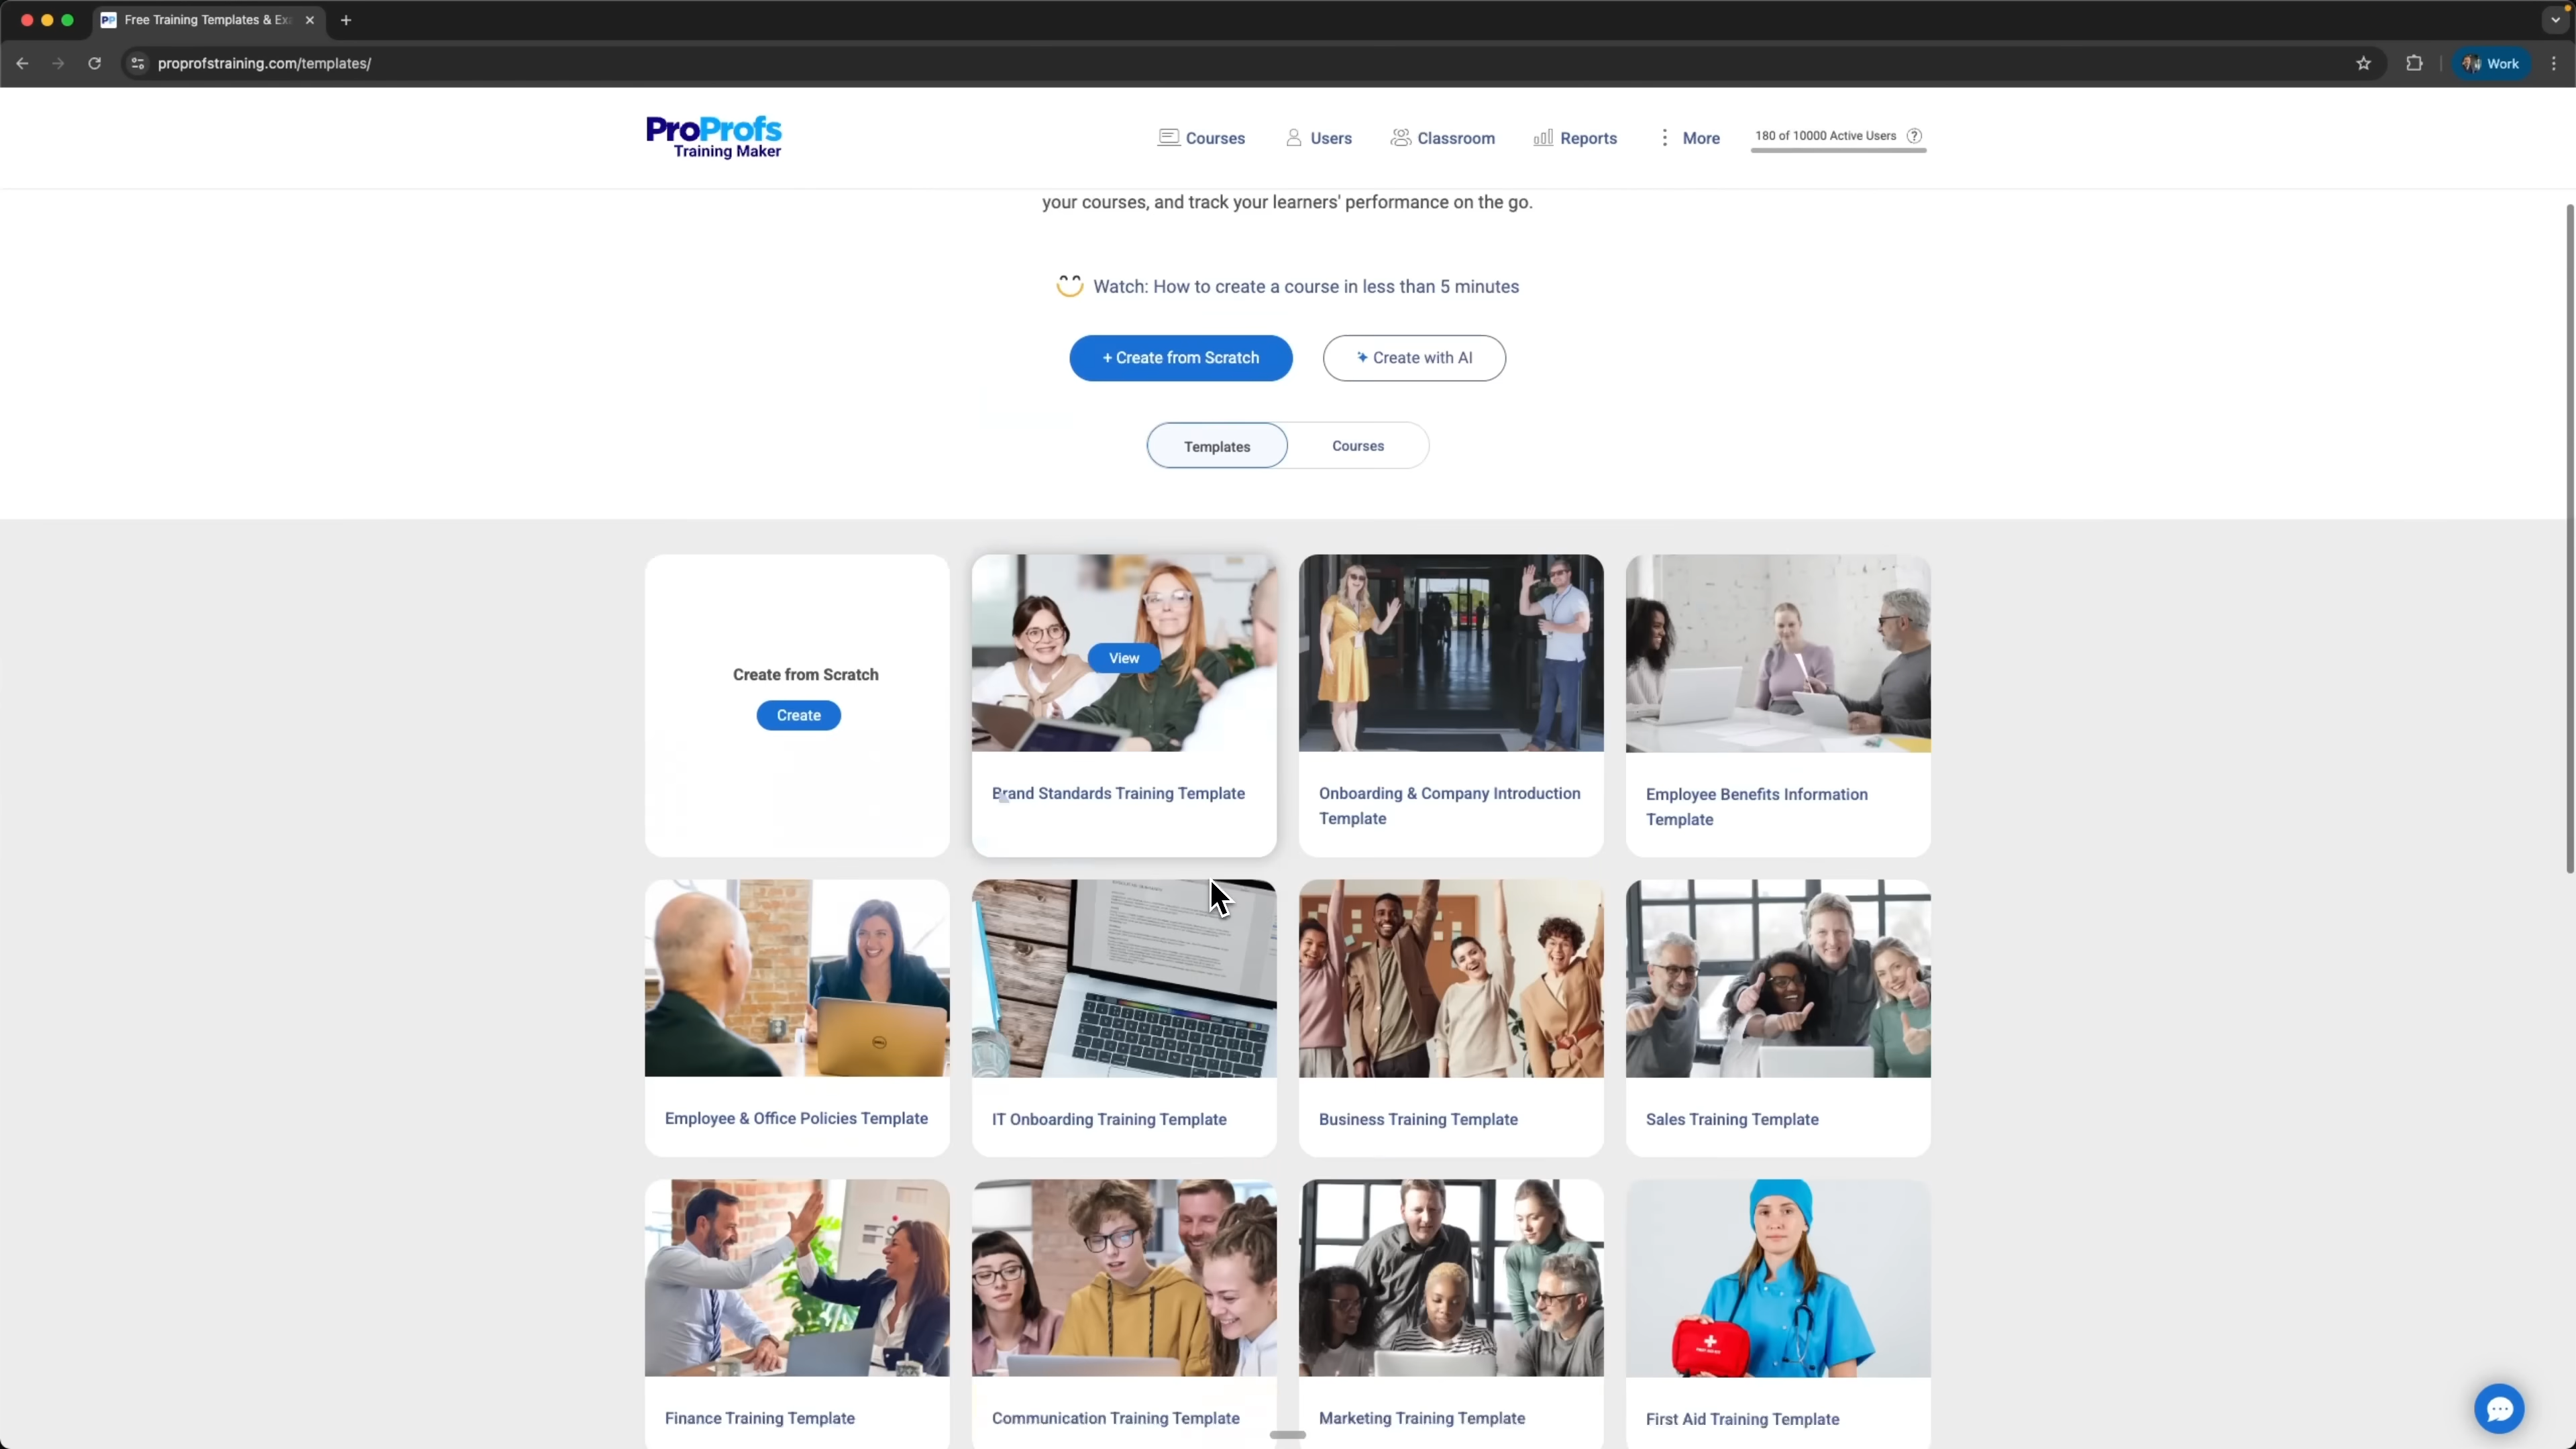 Free Training Templates & Ex
proprofstraining.com/templates/
Work
ProProfs
Training Maker
Courses
Users
Classroom
Reports
More
180 of 10000 Active Users
your courses, and track your learners' performance on the go.
Watch: How to create a course in less than 5 minutes
+ Create from Scratch
Create with AI
Templates
Courses
Create from Scratch
Create
View
Brand Standards Training Template
Onboarding & Company Introduction
Template
Employee Benefits Information
Template
Employee & Office Policies Template
IT Onboarding Training Template
Business Training Template
Sales Training Template
Finance Training Template
Communication Training Template
Marketing Training Template
First Aid Training Template